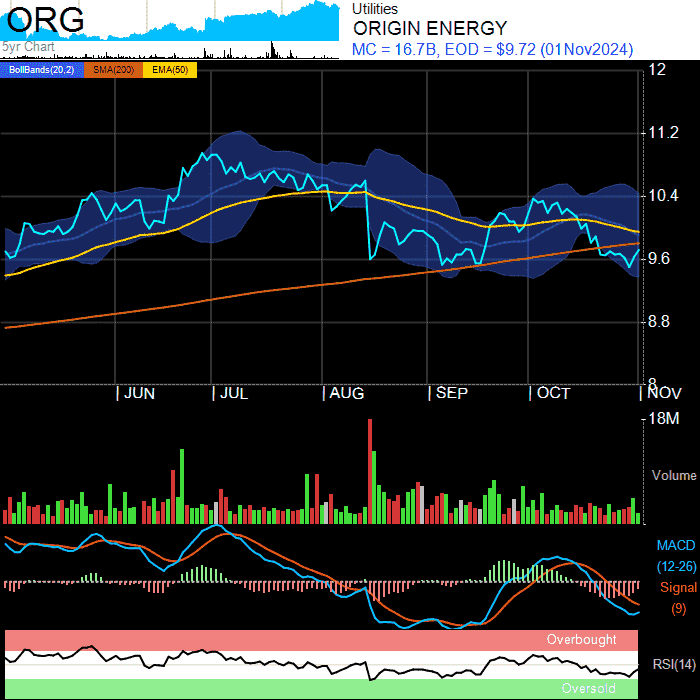 ORG
5yr Chart
Utilities
ORIGIN ENERGY
MC = 16.7B, EOD = $9.72 (01Nov2024)
BollBands(20,2) SMA(200) EMA(50)
12
11.2
10.4
9.6
8.8
8
JUN JUL AUG SEP OCT NOV
18M
Volume
MACD
(12-26)
Signal
(9)
Overbought
RSI(14)
Oversold